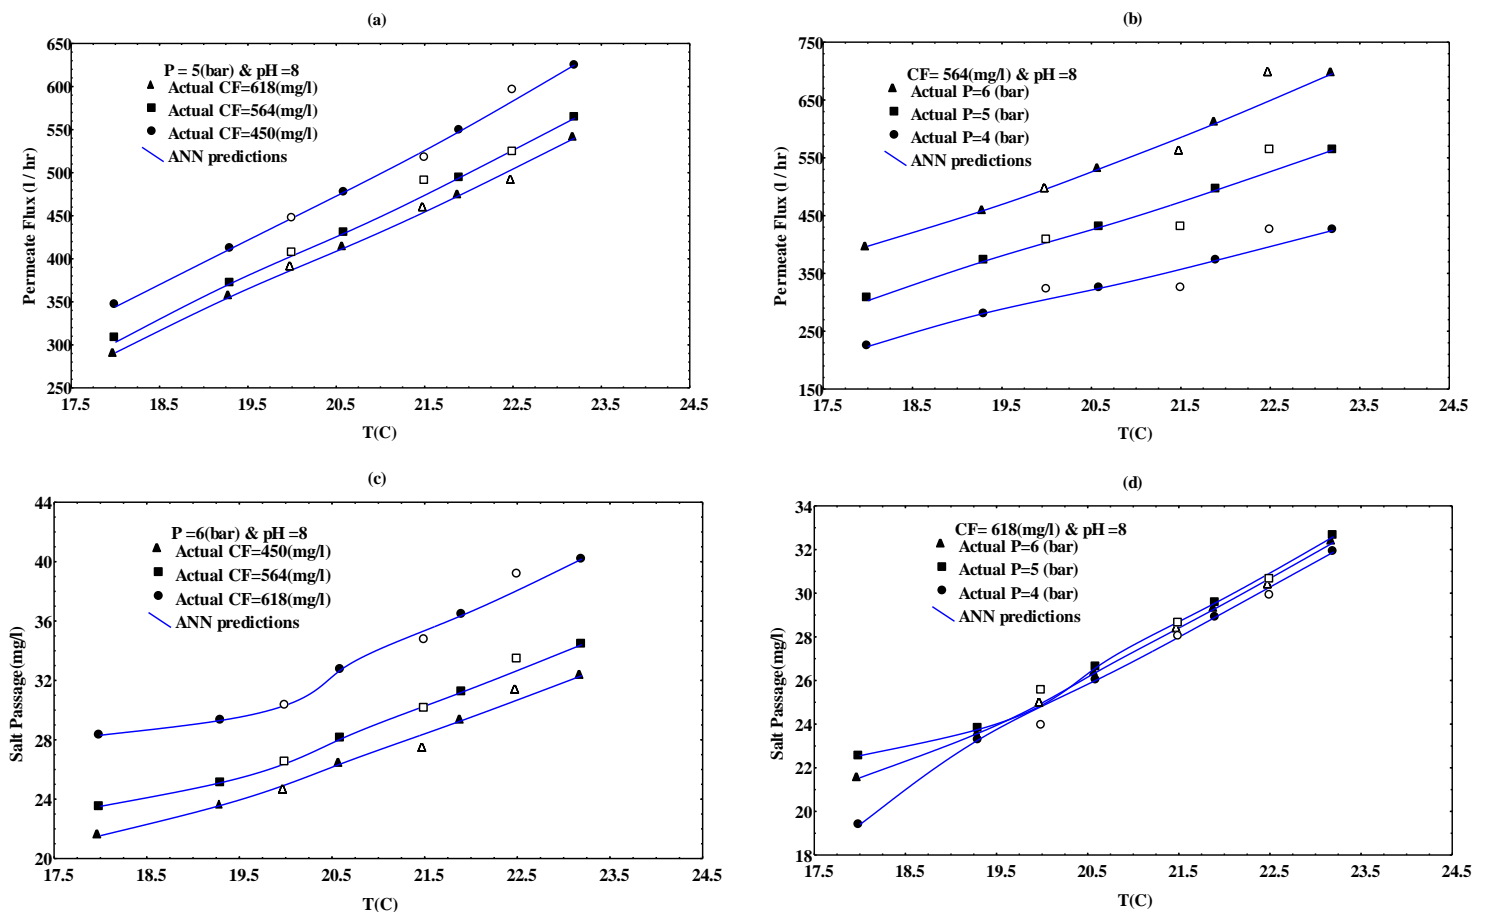 (a)
650
600
550
500
450
400
350
300
250
Permeate Flux (l / hr)
P = 5(bar) & pH =8
Actual CF=618(mg/l)
Actual CF=564(mg/l)
Actual CF=450(mg/l)
ANN predictions
17.5 18.5 19.5 20.5 21.5 22.5 23.5 24.5
T(C)
(b)
750
650
550
450
350
250
150
Permeate Flux (l / hr)
CF= 564(mg/l) & pH =8
Actual P=6 (bar)
Actual P=5 (bar)
Actual P=4 (bar)
ANN predictions
17.5 18.5 19.5 20.5 21.5 22.5 23.5 24.5
T(C)
(c)
44
40
36
32
28
24
20
Salt Passage(mg/l)
P =6(bar) & pH =8
Actual CF=450(mg/l)
Actual CF=564(mg/l)
Actual CF=618(mg/l)
ANN predictions
17.5 18.5 19.5 20.5 21.5 22.5 23.5 24.5
T(C)
(d)
34
32
30
28
26
24
22
20
18
Salt Passage(mg/l)
CF= 618(mg/l) & pH =8
Actual P=6 (bar)
Actual P=5 (bar)
Actual P=4 (bar)
ANN predictions
17.5 18.5 19.5 20.5 21.5 22.5 23.5 24.5
T(C)